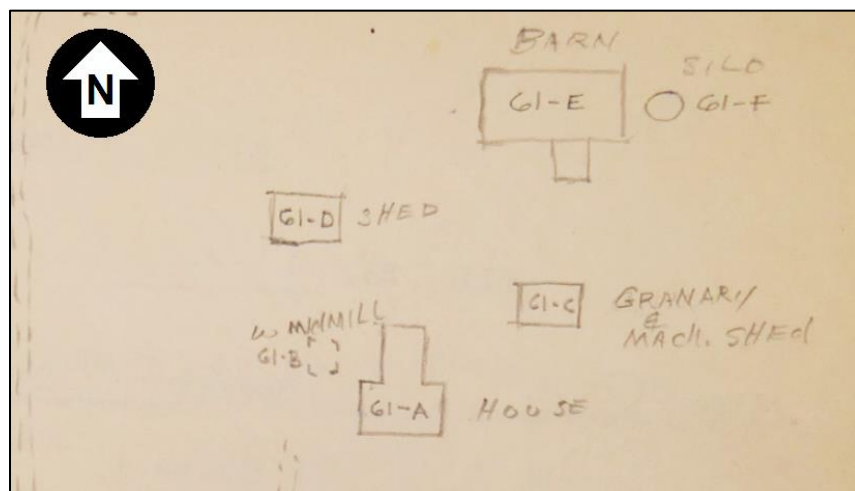 N
BARN
SILO
61-E
61-F
61-D SHED
61-C
GRANARY
&
MACH. SHEd
WINdMILL
61-B
61-A
HOUSE